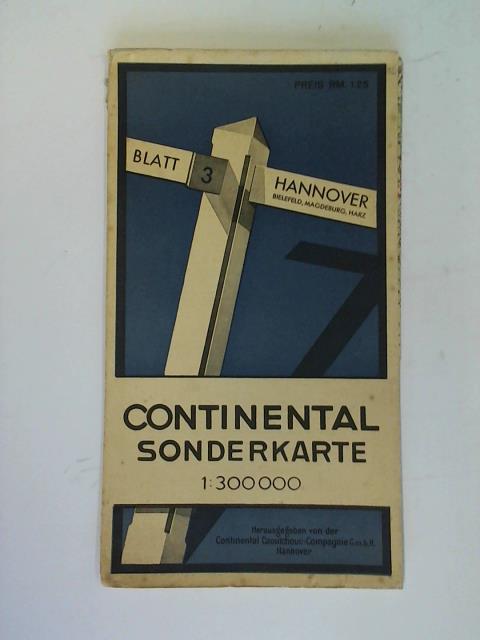 PREIS RM. 1.25
BLATT 3
HANNOVER
BIELEFELD, MAGDEBURG, HARZ
CONTINENTAL
SONDERKARTE
1:300000
Herausgegeben von der
Continental Caoutchouc-Compagnie G.m.b.H.
Hannover